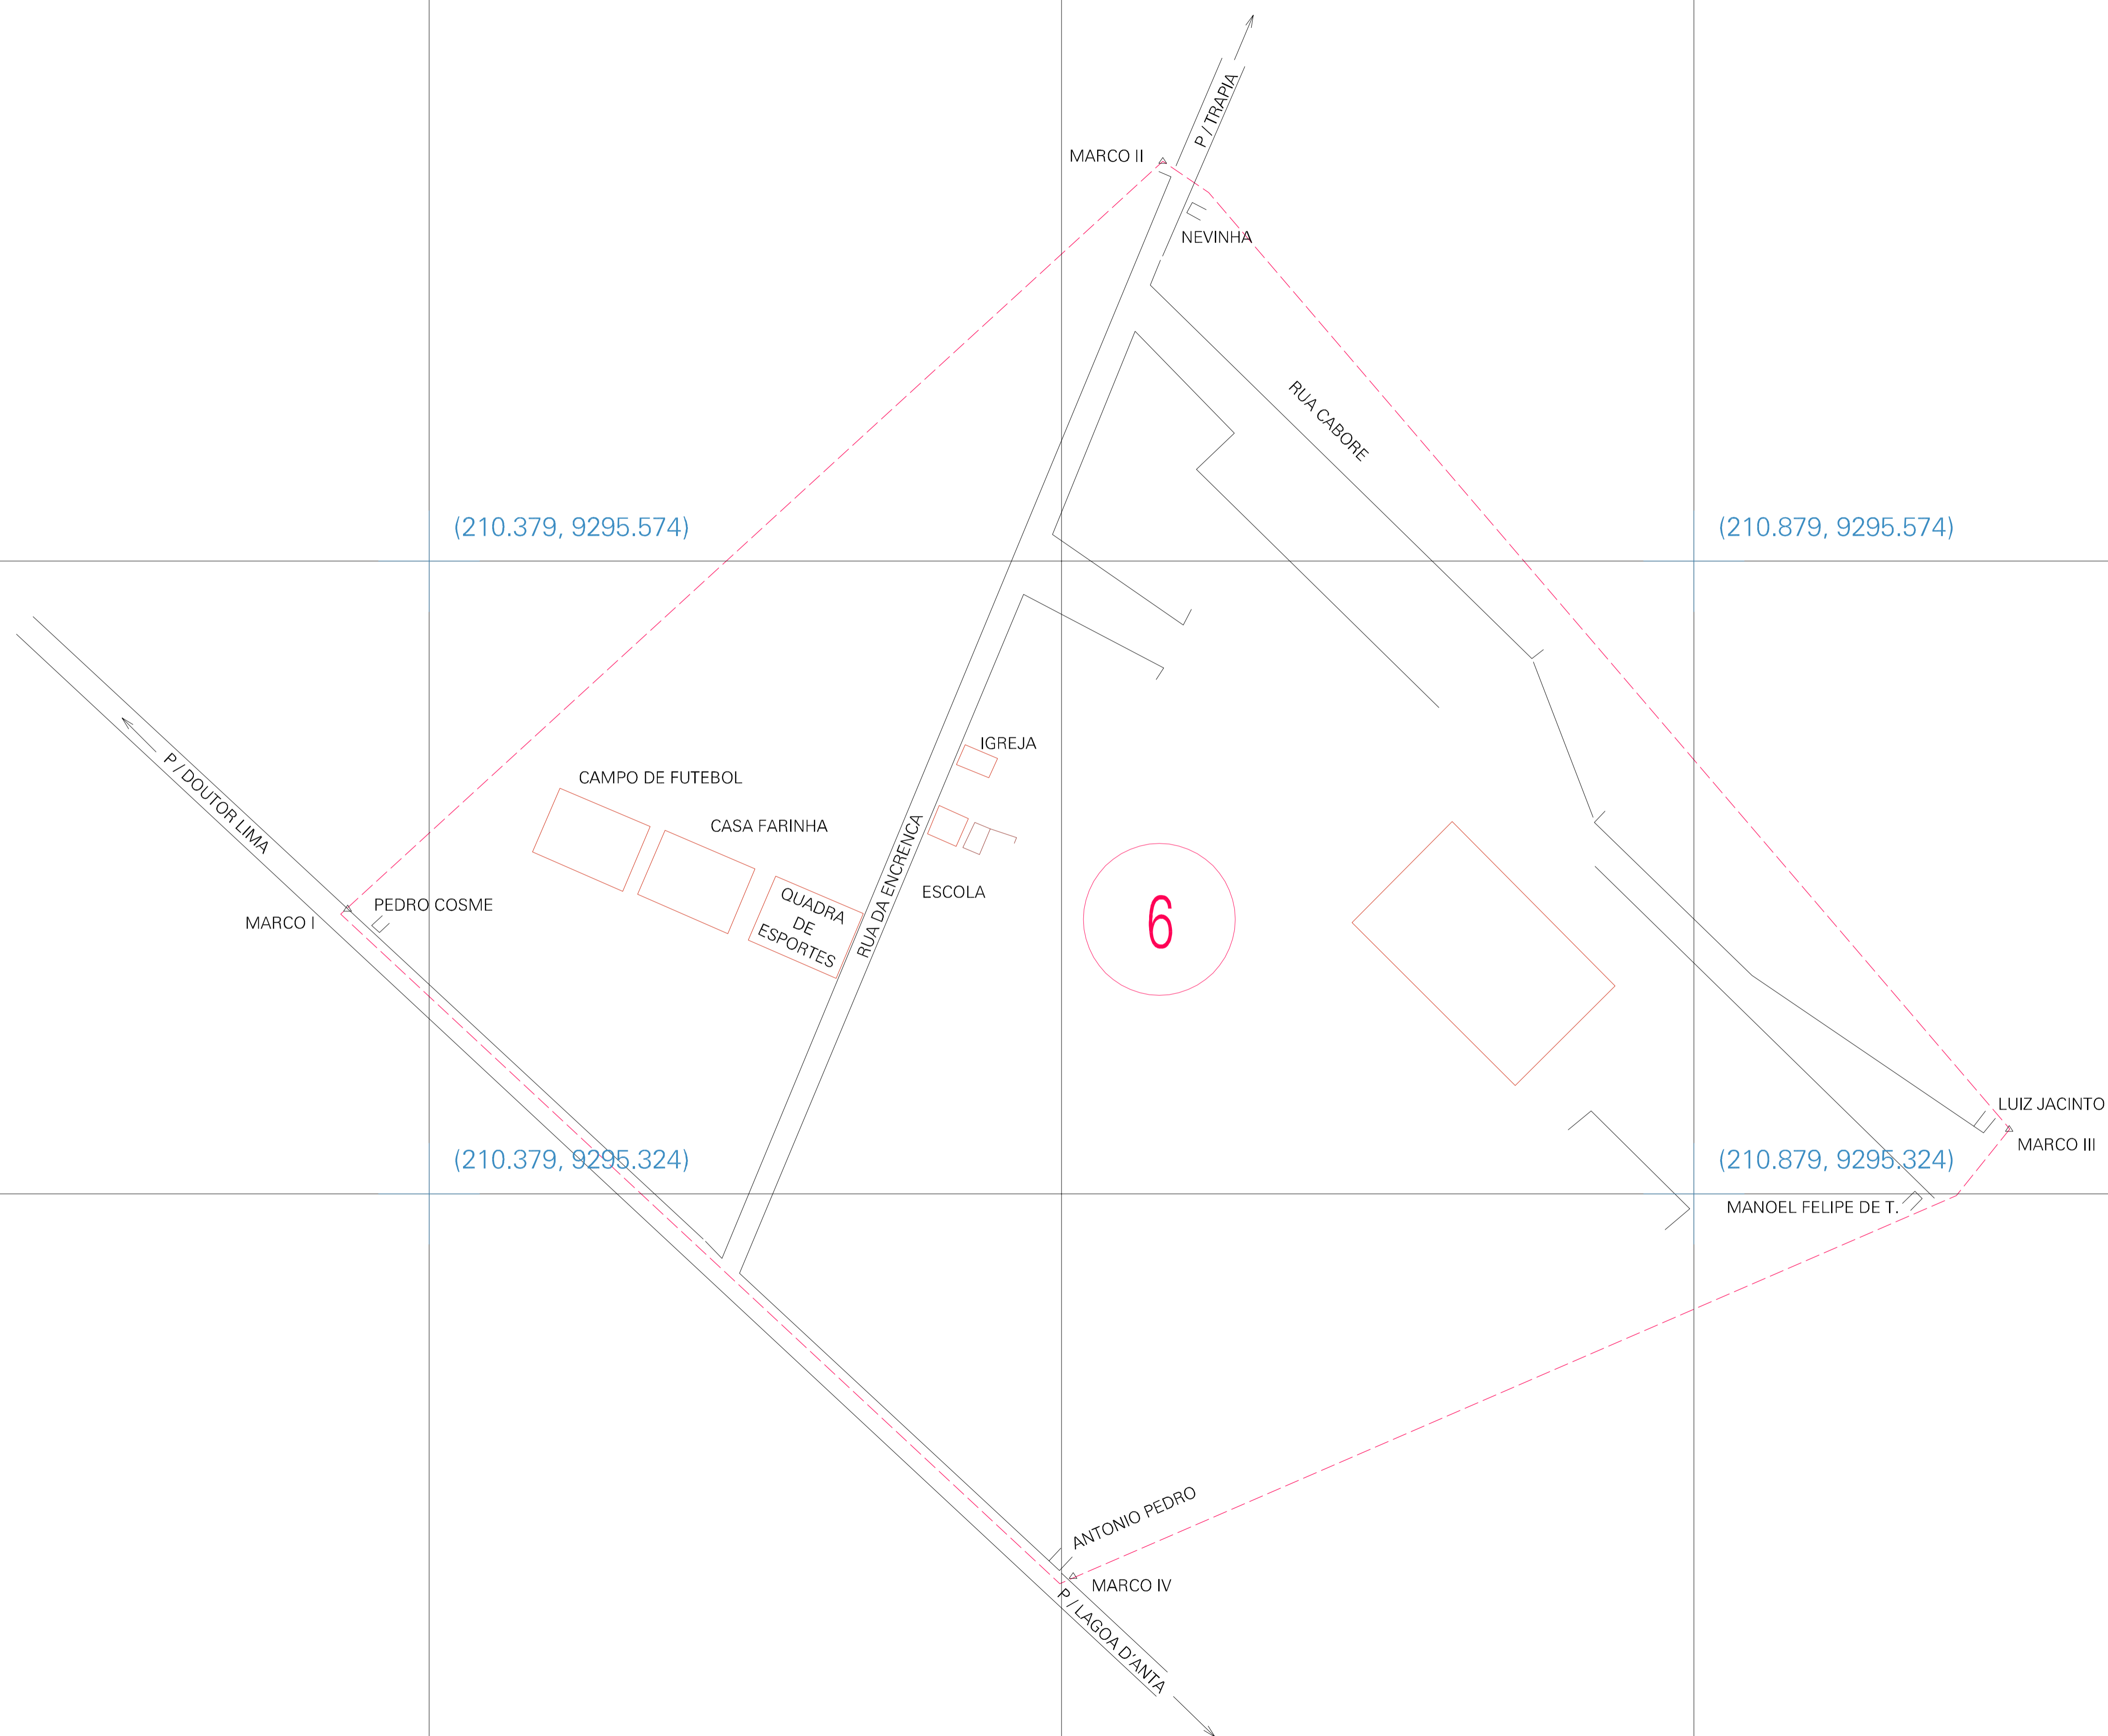 P / TRAPIA
MARCO II
NEVINHA
RUA CABORE
(210.379, 9295.574)
(210.879, 9295.574)
P / DOUTOR LIMA
IGREJA
CAMPO DE FUTEBOL
CASA FARINHA
RUA DA ENCRENCA
QUADRA
DE
ESPORTES
ESCOLA
6
PEDRO COSME
MARCO I
LUIZ JACINTO
MARCO III
(210.379, 9295.324)
(210.879, 9295.324)
MANOEL FELIPE DE T.
ANTONIO PEDRO
MARCO IV
P / LAGOA D'ANTA